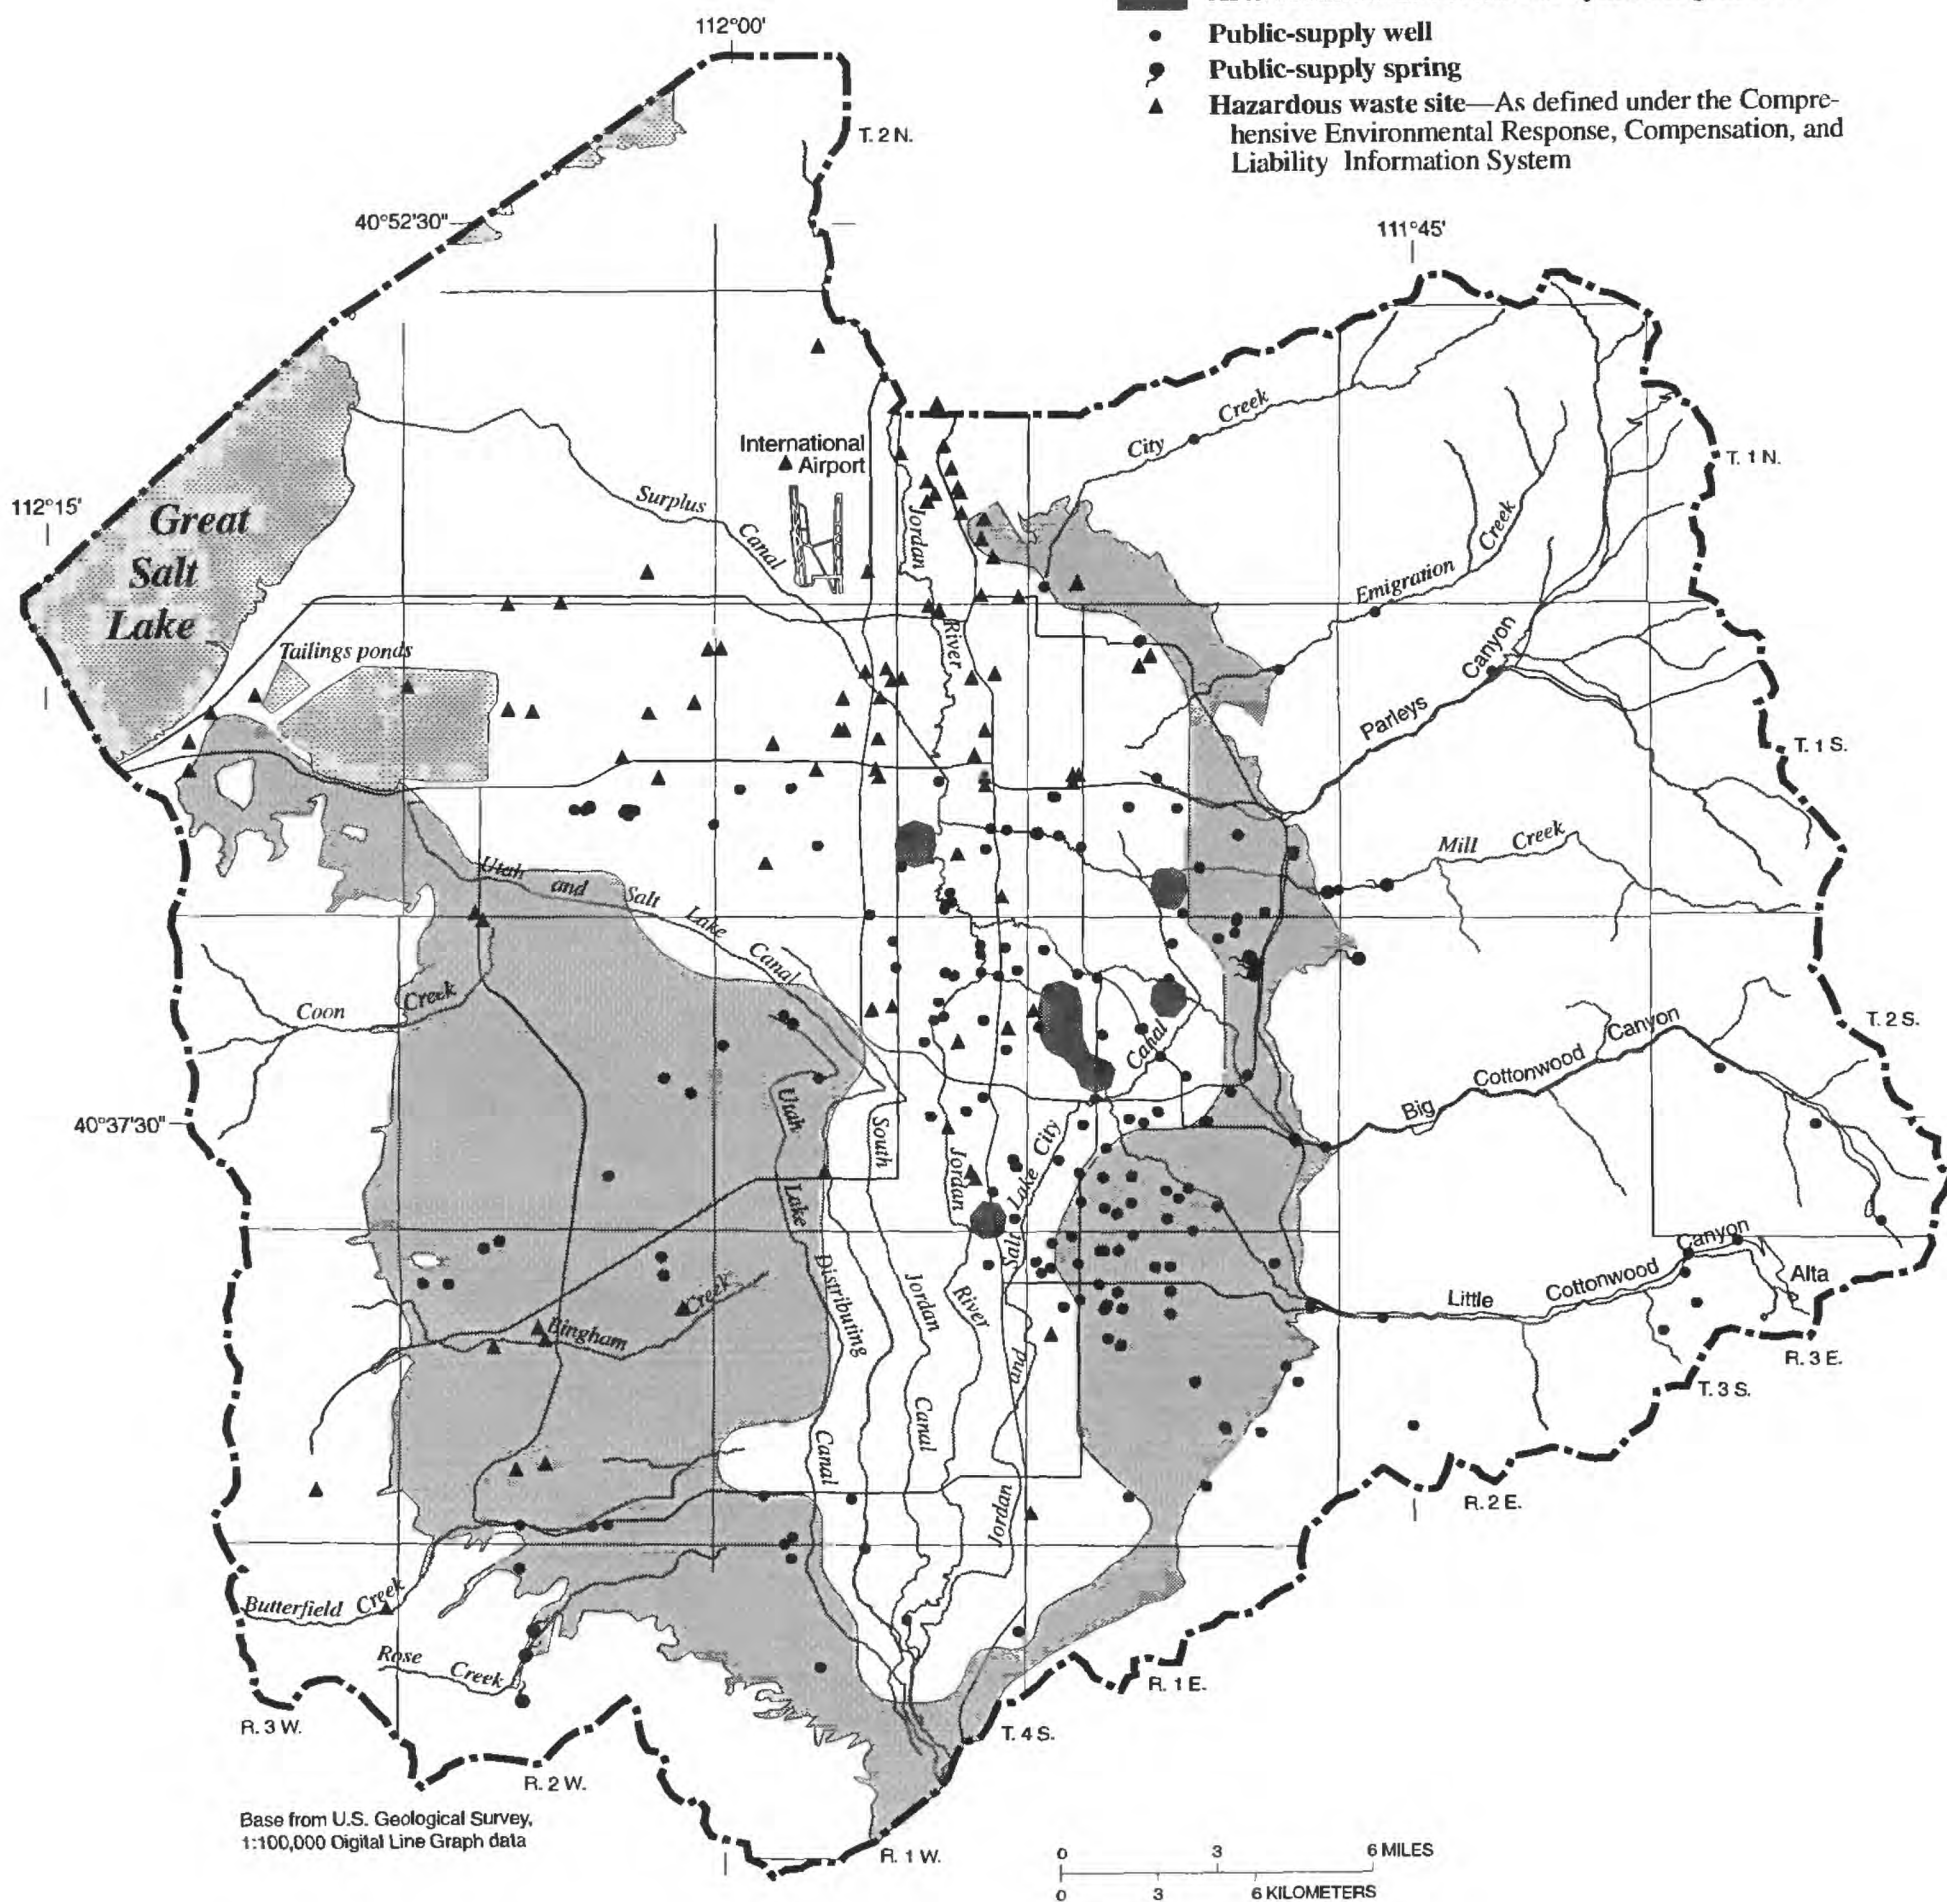 Public-supply well
Public-supply spring
Hazardous waste site—As defined under the Compre-
hensive Environmental Response, Compensation, and
Liability Information System
112°00'
T. 2 N.
40°52'30"
111°45'
International
Airport
City Creek
T. 1 N.
112°15'
Great
Salt
Lake
Surplus Canal
Jordan River
Emigration Creek
Tailings ponds
Parleys Canyon
T. 1 S.
Mill Creek
Utah and Salt Lake Canal
Coon Creek
Canal
Big Cottonwood Canyon
T. 2 S.
40°37'30"
Utah Lake Distributing Canal
South Jordan Canal
Jordan River
Jordan and Salt Lake City
Little Cottonwood Canyon
Alta
Bingham Creek
R. 3 E.
T. 3 S.
R. 2 E.
Butterfield Creek
Rose Creek
R. 3 W.
R. 1 E.
T. 4 S.
R. 2 W.
Base from U.S. Geological Survey,
1:100,000 Digital Line Graph data
R. 1 W.
0 3 6 MILES
0 3 6 KILOMETERS